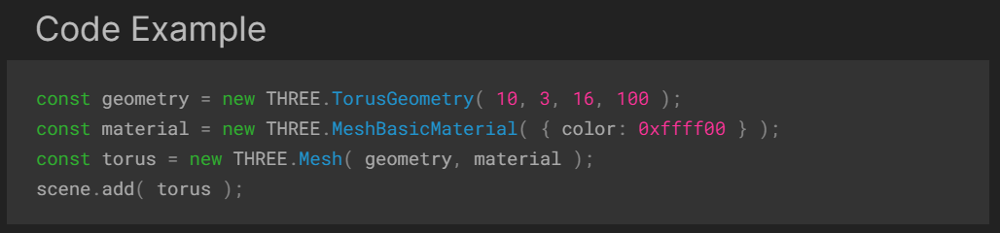 Code Example
const geometry = new THREE.TorusGeometry( 10, 3, 16, 100 );
const material = new THREE.MeshBasicMaterial( { color: 0xffff00 } );
const torus = new THREE.Mesh( geometry, material );
scene.add( torus );